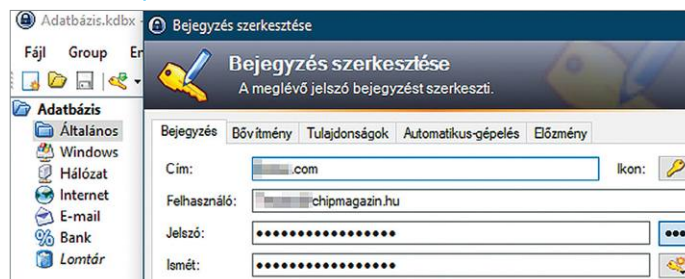 Adatbázis.kdbx -
Fájl Group
Adatbázis
Általános
Windows
Hálózat
Internet
E-mail
Bank
Lomtár
Bejegyzés szerkesztése
Bejegyzés szerkesztése
A meglévő jelszó bejegyzést szerkeszti.
Bejegyzés Bővítmény Tulajdonságok Automatikus-gépelés Előzmény
Cím: .com Ikon:
Felhasználó: chipmagazin.hu
Jelszó: •••••••••••••••••
Ismét: •••••••••••••••••